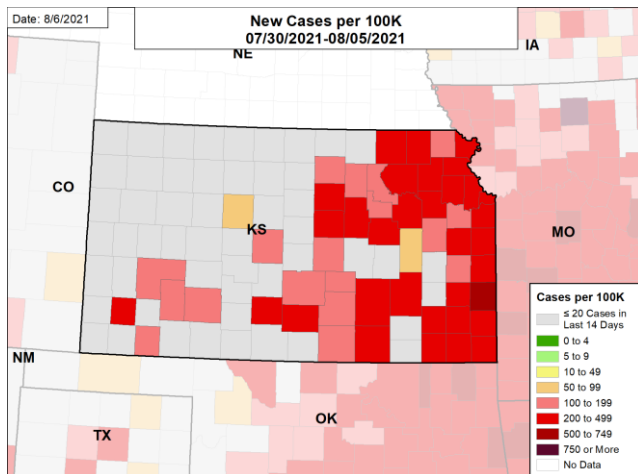 Date: 8/6/2021
New Cases per 100K
07/30/2021-08/05/2021
NE
IA
CO
KS
MO
NM
OK
TX
Cases per 100K
≤ 20 Cases in
Last 14 Days
0 to 4
5 to 9
10 to 49
50 to 99
100 to 199
200 to 499
500 to 749
750 or More
No Data